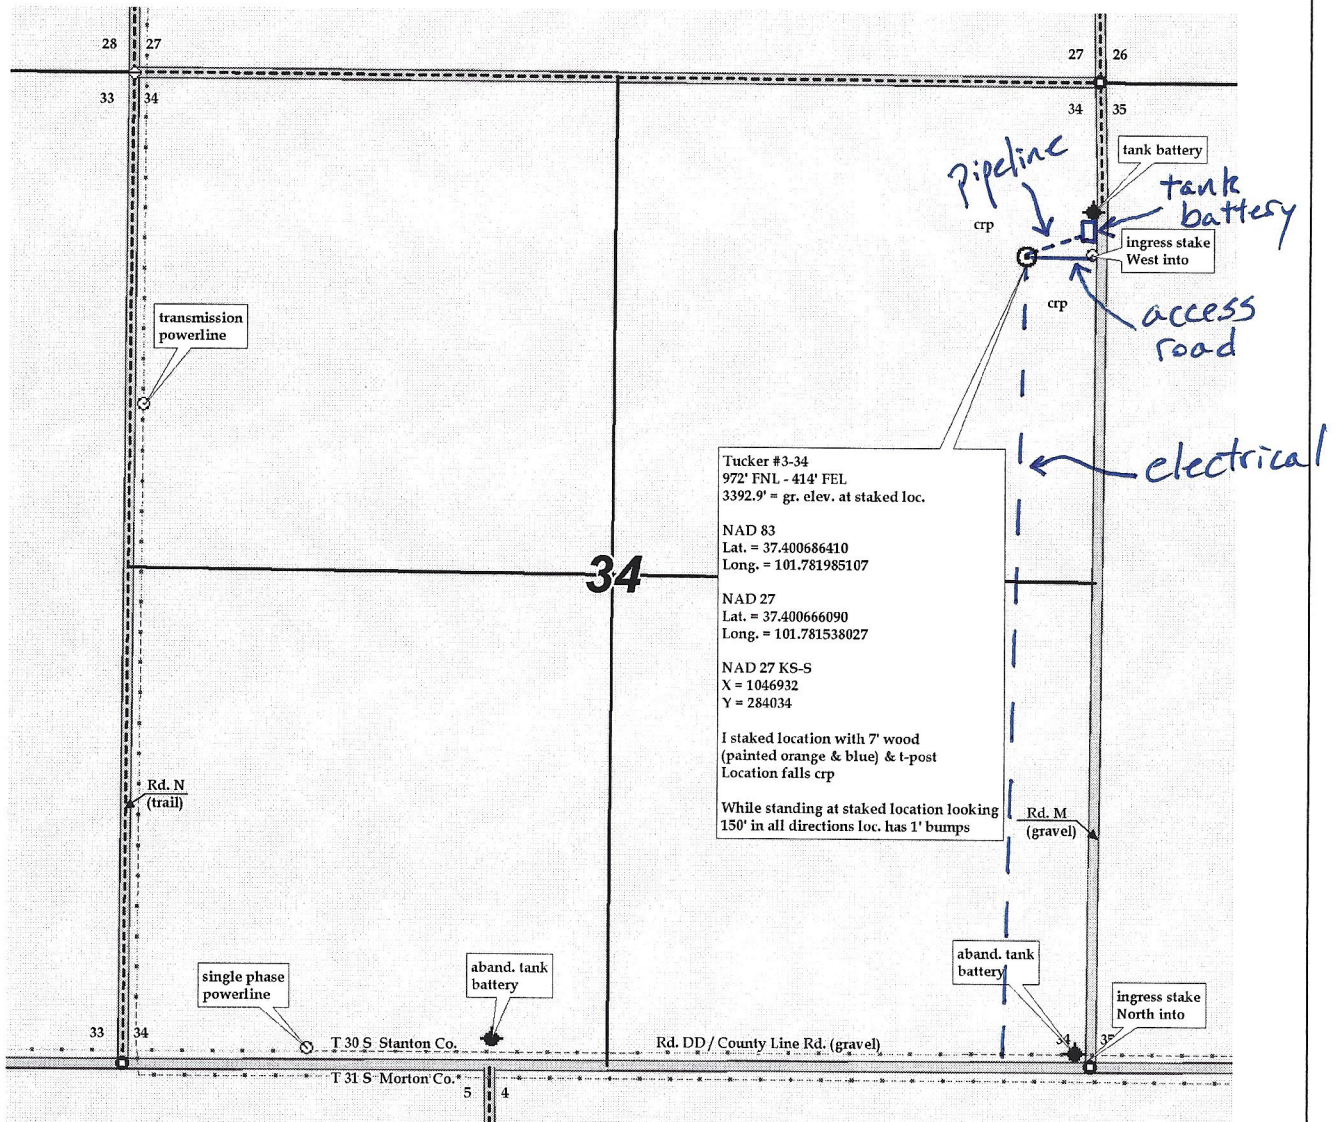 28 27
27 26
33 34
34 35
tank battery
pipeline
tank
battery
crp
ingress stake
West into
crp
access
road
transmission
powerline
electrical
Tucker #3-34
972' FNL - 414' FEL
3392.9' = gr. elev. at staked loc.
NAD 83
Lat. = 37.400686410
Long. = 101.781985107
34
NAD 27
Lat. = 37.400666090
Long. = 101.781538027
NAD 27 KS-S
X = 1046932
Y = 284034
I staked location with 7' wood
(painted orange & blue) & t-post
Location falls crp
While standing at staked location looking
150' in all directions loc. has 1' bumps
Rd. N
(trail)
Rd. M
(gravel)
single phase
powerline
aband. tank
battery
aband. tank
battery
ingress stake
North into
33 34
T 30 S Stanton Co.
Rd. DD / County Line Rd. (gravel)
34 35
T 31 S Morton Co.
5 4